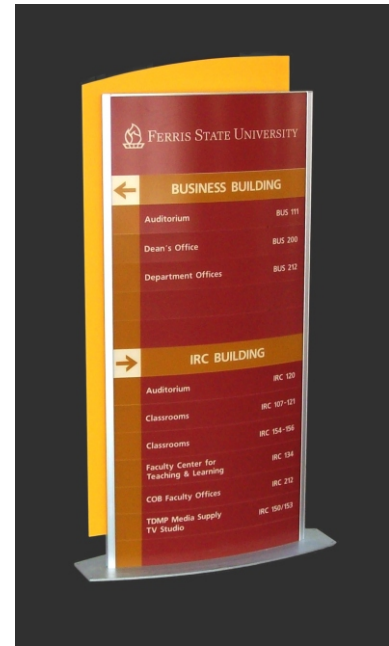 FERRIS STATE UNIVERSITY
BUSINESS BUILDING
Auditorium BUS 111
Dean's Office BUS 200
Department Offices BUS 212
IRC BUILDING
Auditorium IRC 120
Classrooms IRC 107-121
Classrooms IRC 154-156
Faculty Center for IRC 134
Teaching & Learning
COB Faculty Offices IRC 212
TDMP Media Supply IRC 150/153
TV Studio